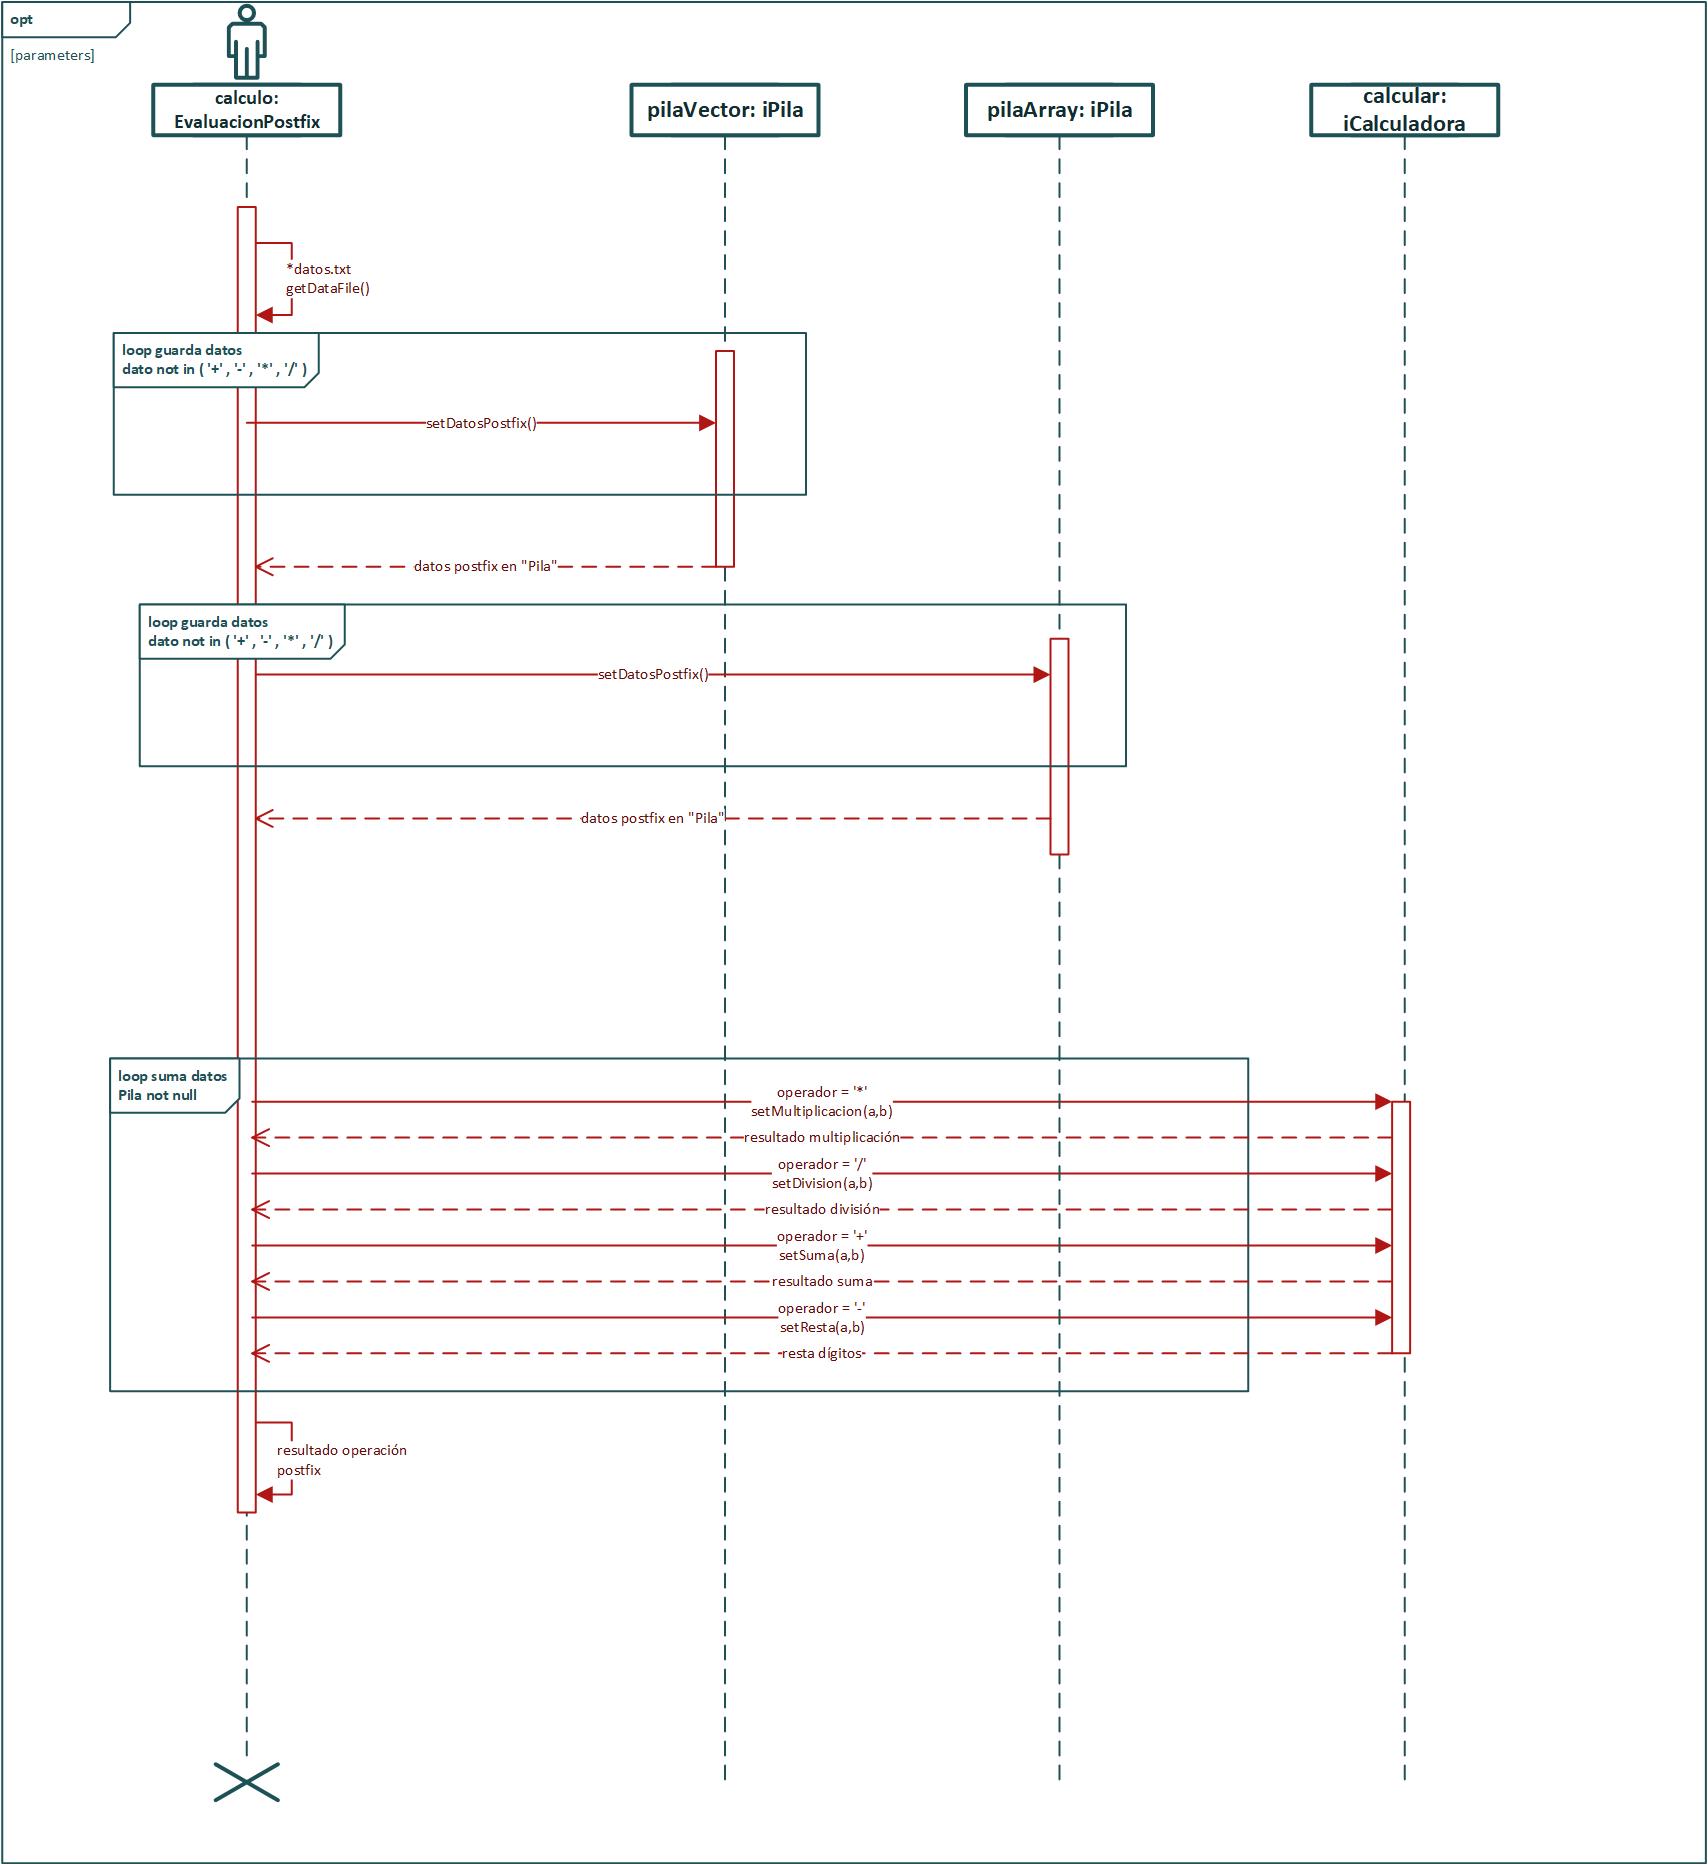 opt
[parameters]
calculo:
EvaluacionPostfix
pilaVector: iPila
pilaArray: iPila
calcular:
iCalculadora
*datos.txt
getDataFile()
loop guarda datos
dato not in ( '+' , '-' , '*' , '/' )
setDatosPostfix()
datos postfix en "Pila"
loop guarda datos
dato not in ( '+' , '-' , '*' , '/' )
setDatosPostfix()
datos postfix en "Pila"
loop suma datos
Pila not null
operador = '*'
setMultiplicacion(a,b)
resultado multiplicación
operador = '/'
setDivision(a,b)
resultado división
operador = '+'
setSuma(a,b)
resultado suma
operador = '-'
setResta(a,b)
resta dígitos
resultado operación
postfix